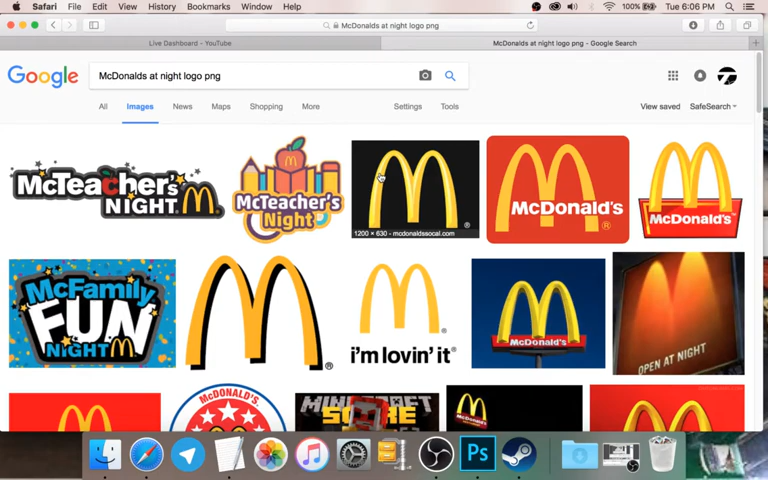 Safari File Edit View History Bookmarks Window Help 100% Tue 6:06 PM
McDonalds at night logo png
Live Dashboard - YouTube McDonalds at night logo png - Google Search
Google McDonalds at night logo png
All Images News Maps Shopping More Settings Tools View saved SafeSearch
McTeacher's
NIGHT
McTeacher's
Night
1200 × 630 - mcdonaldssocal.com
®
McDonald's
®
McDonald's™
McFamily
FUN
NIGHT
®
i'm lovin' it®
McDonald's
OPEN AT NIGHT
McDONALD'S
MINECRAFT
McDonald's
Ps